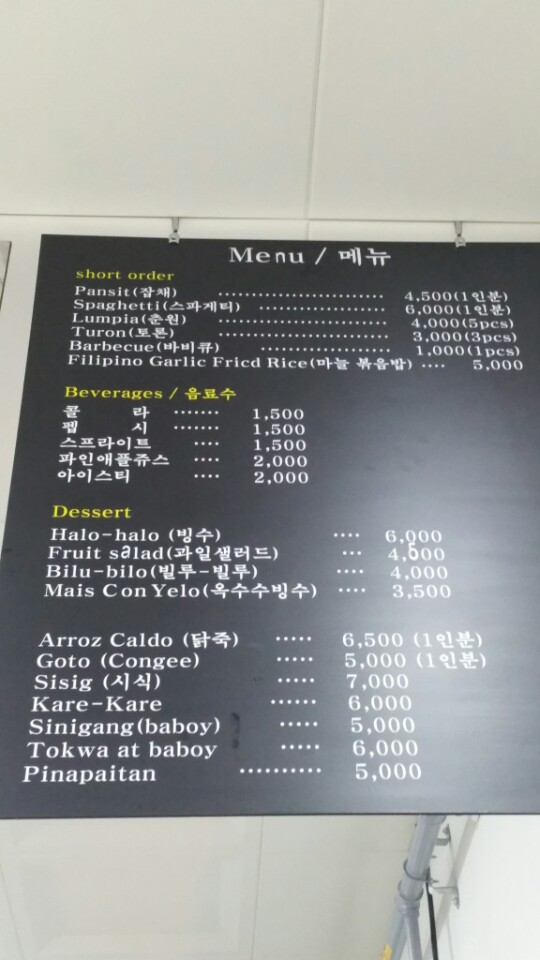 Menu / 메뉴
short order
Pansit(잡채) ························ 4,500(1인분)
Spaghetti(스파게티) ·················· 6,000(1인분)
Lumpia(춘원) ························ 4,000(5pcs)
Turon(토론) ························· 3,000(3pcs)
Barbecue(바비큐) ····················· 1,000(1pcs)
Filipino Garlic Fricd Rice(마늘 볶음밥) ···· 5,000
Beverages / 음료수
콜 라 ······· 1,500
펩 시 ······· 1,500
스프라이트 ···· 1,500
파인애플쥬스 ···· 2,000
아이스티 ···· 2,000
Dessert
Halo-halo (빙수) ···· 6,000
Fruit salad(과일샐러드) ··· 4,500
Bilu-bilo(빌루-빌루) ···· 4,000
Mais Con Yelo(옥수수빙수) ···· 3,500
Arroz Caldo (닭죽) ····· 6,500 (1인분)
Goto (Congee) ····· 5,000 (1인분)
Sisig (시식) ····· 7,000
Kare-Kare ······ 6,000
Sinigang(baboy) ····· 5,000
Tokwa at baboy ····· 6,000
Pinapaitan ·········· 5,000